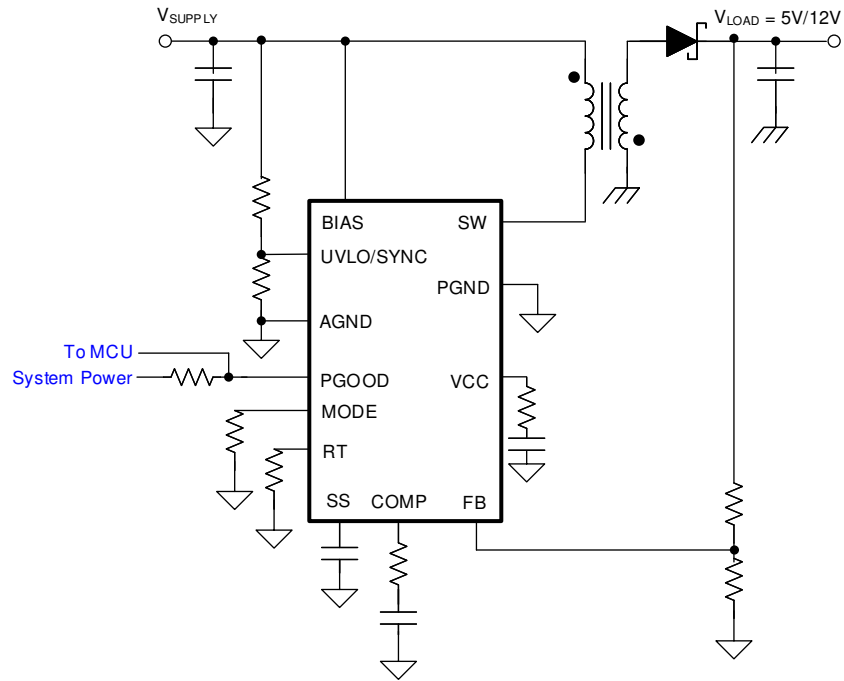 VSUPPLY
VLOAD = 5V/12V
BIAS
SW
UVLO/SYNC
PGND
AGND
To MCU
System Power
PGOOD
VCC
MODE
RT
SS
COMP
FB